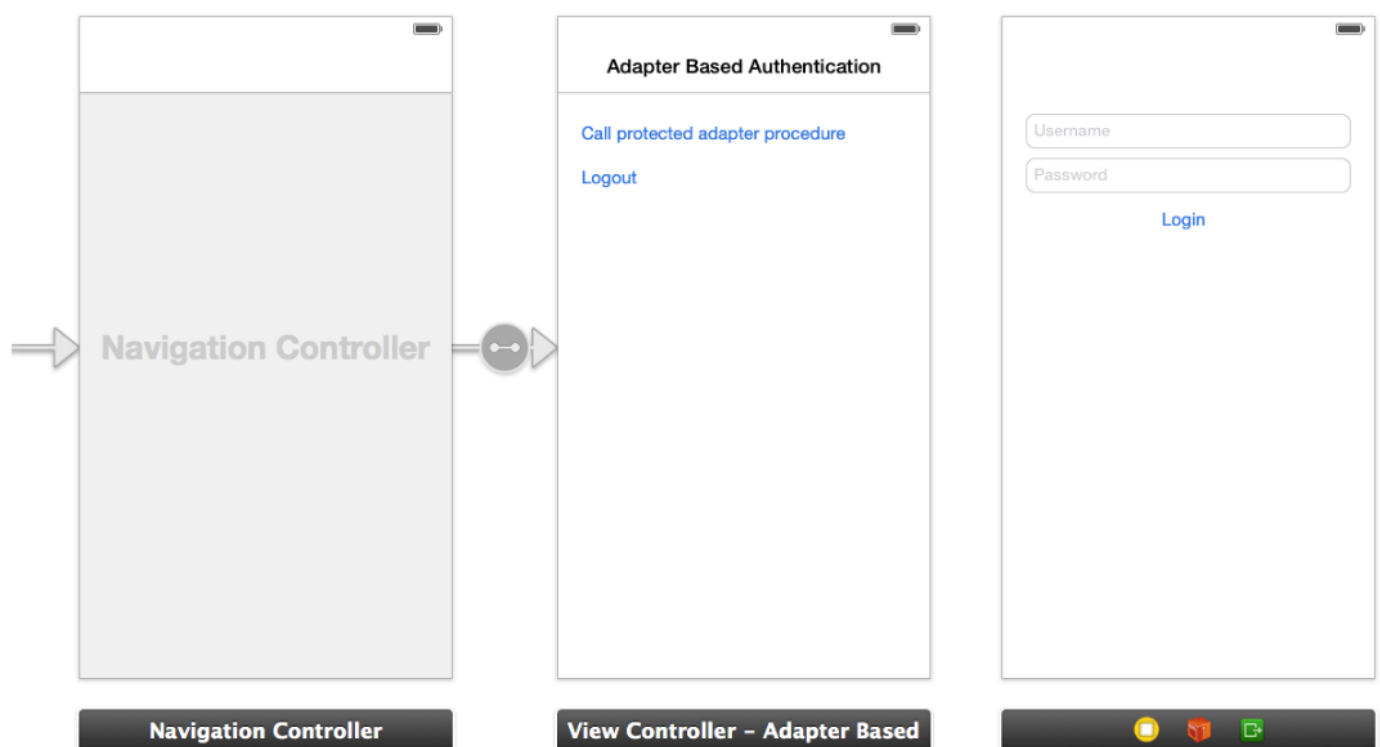 Navigation Controller
Adapter Based Authentication
Call protected adapter procedure
Logout
Username
Password
Login
Navigation Controller
View Controller – Adapter Based